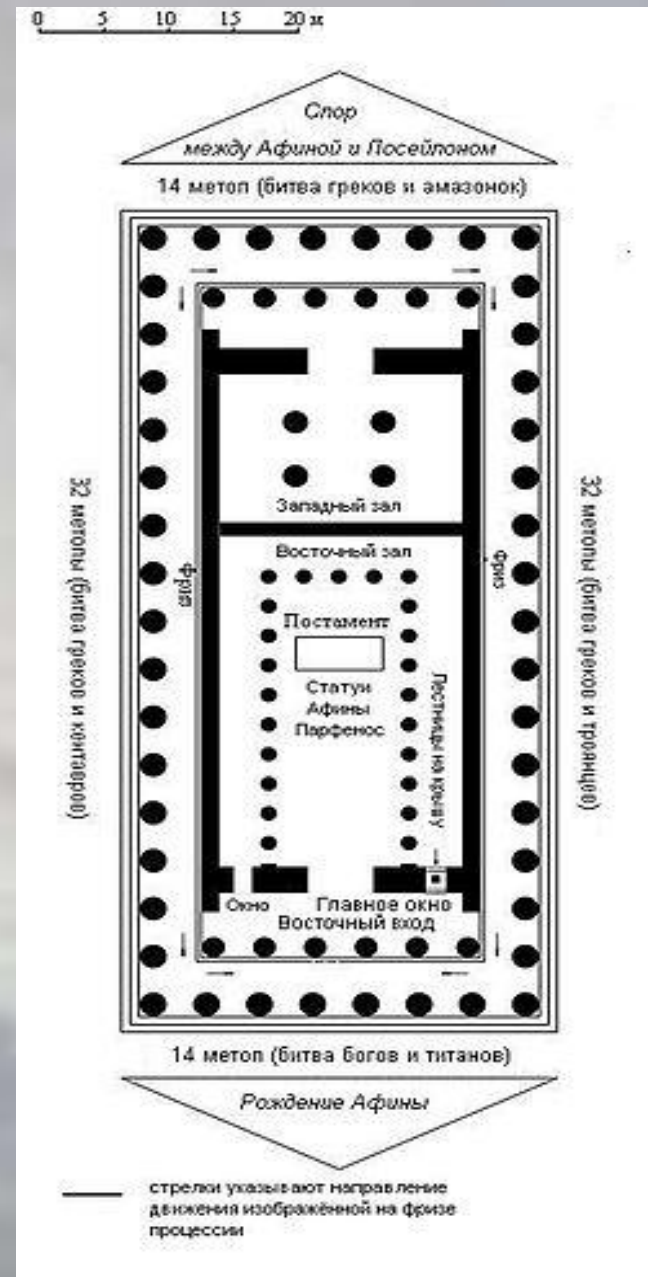 0 5 10 15 20 м
Спор
между Афиной и Посейдоном
14 метоп (битва греков и амазонок)
32 метопы (битва греков и кентавров)
Фриз
Западный зал
Восточный зал
Постамент
Статуи
Афины
Парфенос
Лестницы на крышу
Фриз
32 метопы (битва греков и троянцев)
Окно
Главное окно
Восточный вход
14 метоп (битва богов и титанов)
Рождение Афины
стрелки указывают направление
движения изображённой на фризе
процессии